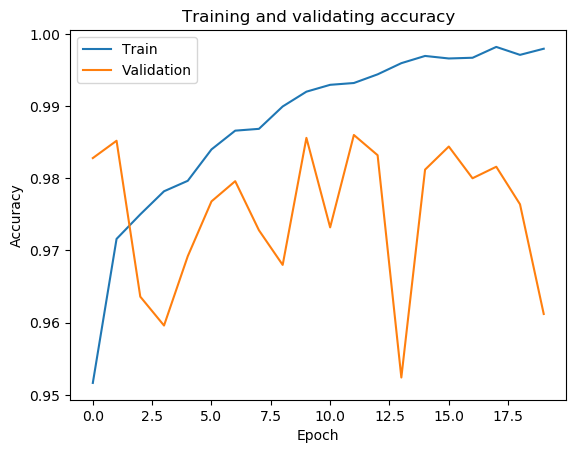 Training and validating accuracy
1.00
0.99
0.98
0.97
0.96
0.95
Accuracy
Train
Validation
0.0 2.5 5.0 7.5 10.0 12.5 15.0 17.5
Epoch